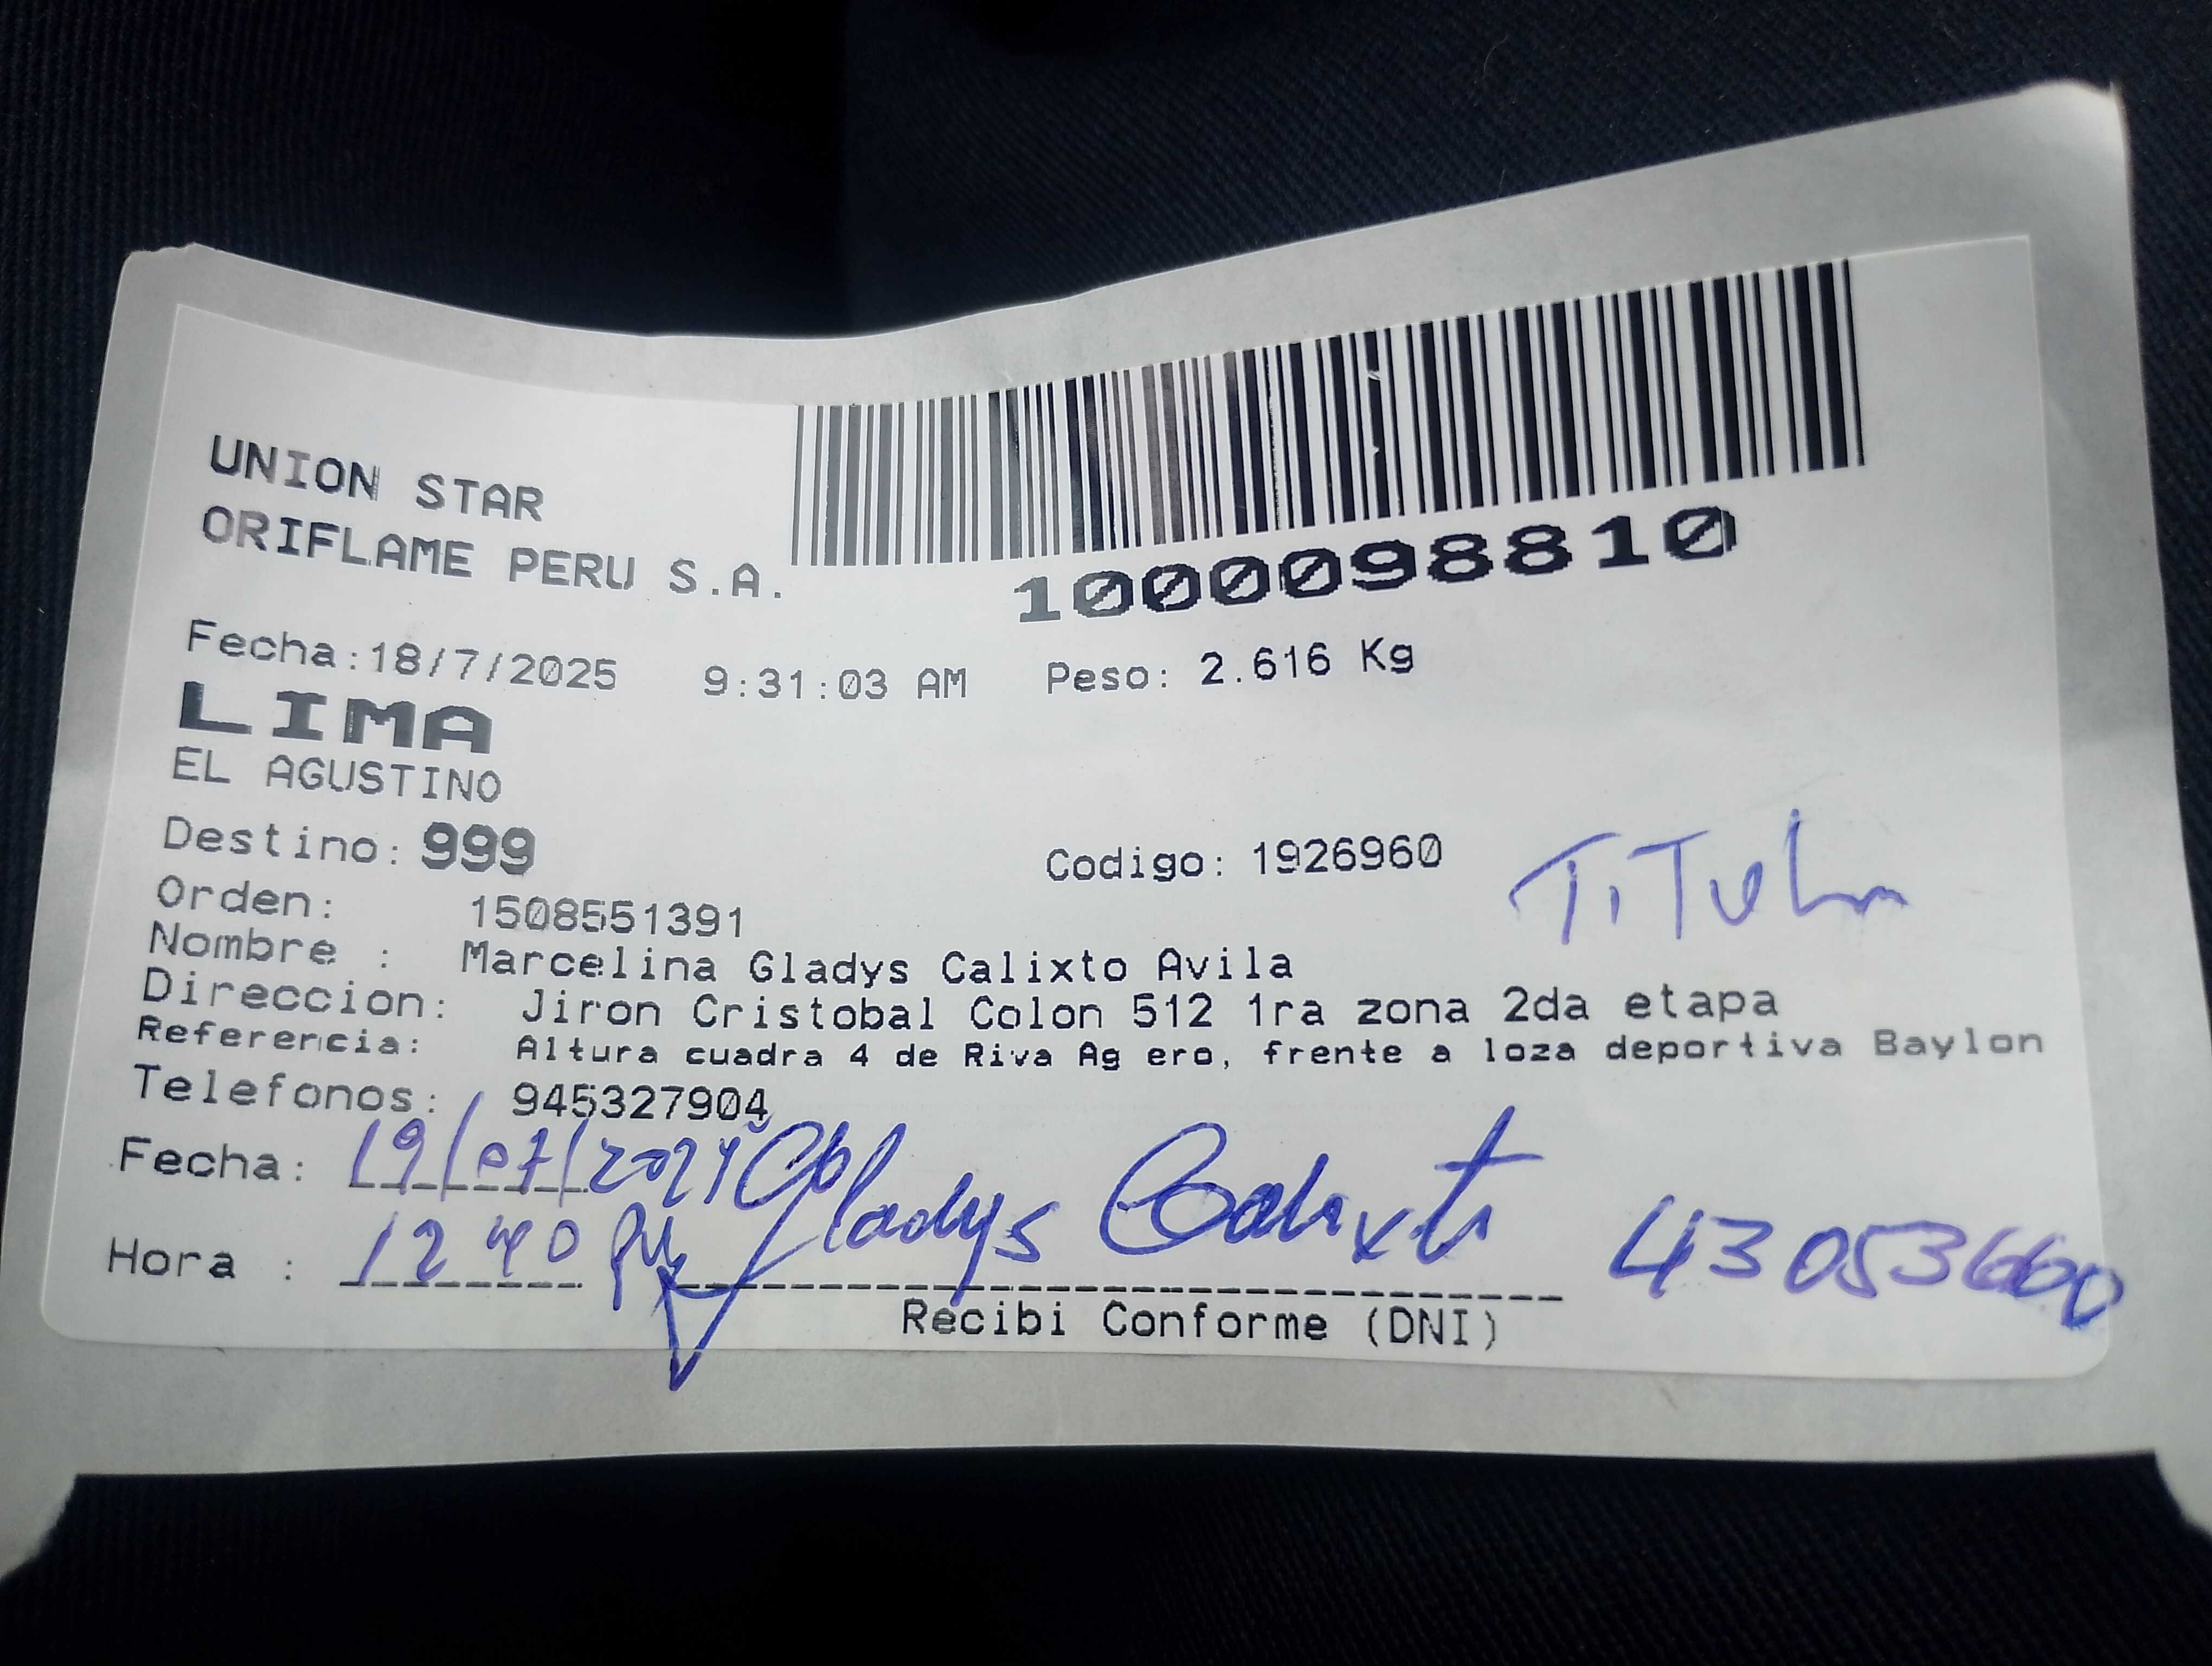 UNION STAR
ORIFLAME PERU S.A.
1000098810
Fecha:18/7/2025 9:31:03 AM Peso: 2.616 Kg
LIMA
EL AGUSTINO
Destino: 999 Codigo: 1926960
Titular
Orden: 1508551391
Nombre : Marcelina Gladys Calixto Avila
Direccion: Jiron Cristobal Colon 512 1ra zona 2da etapa
Referencia: Altura cuadra 4 de Riva Ag ero, frente a loza deportiva Baylon
Telefonos: 945327904
Fecha: 19/07/
Gladys Calixto
Hora : 12 40 pm
Recibi Conforme (DNI)